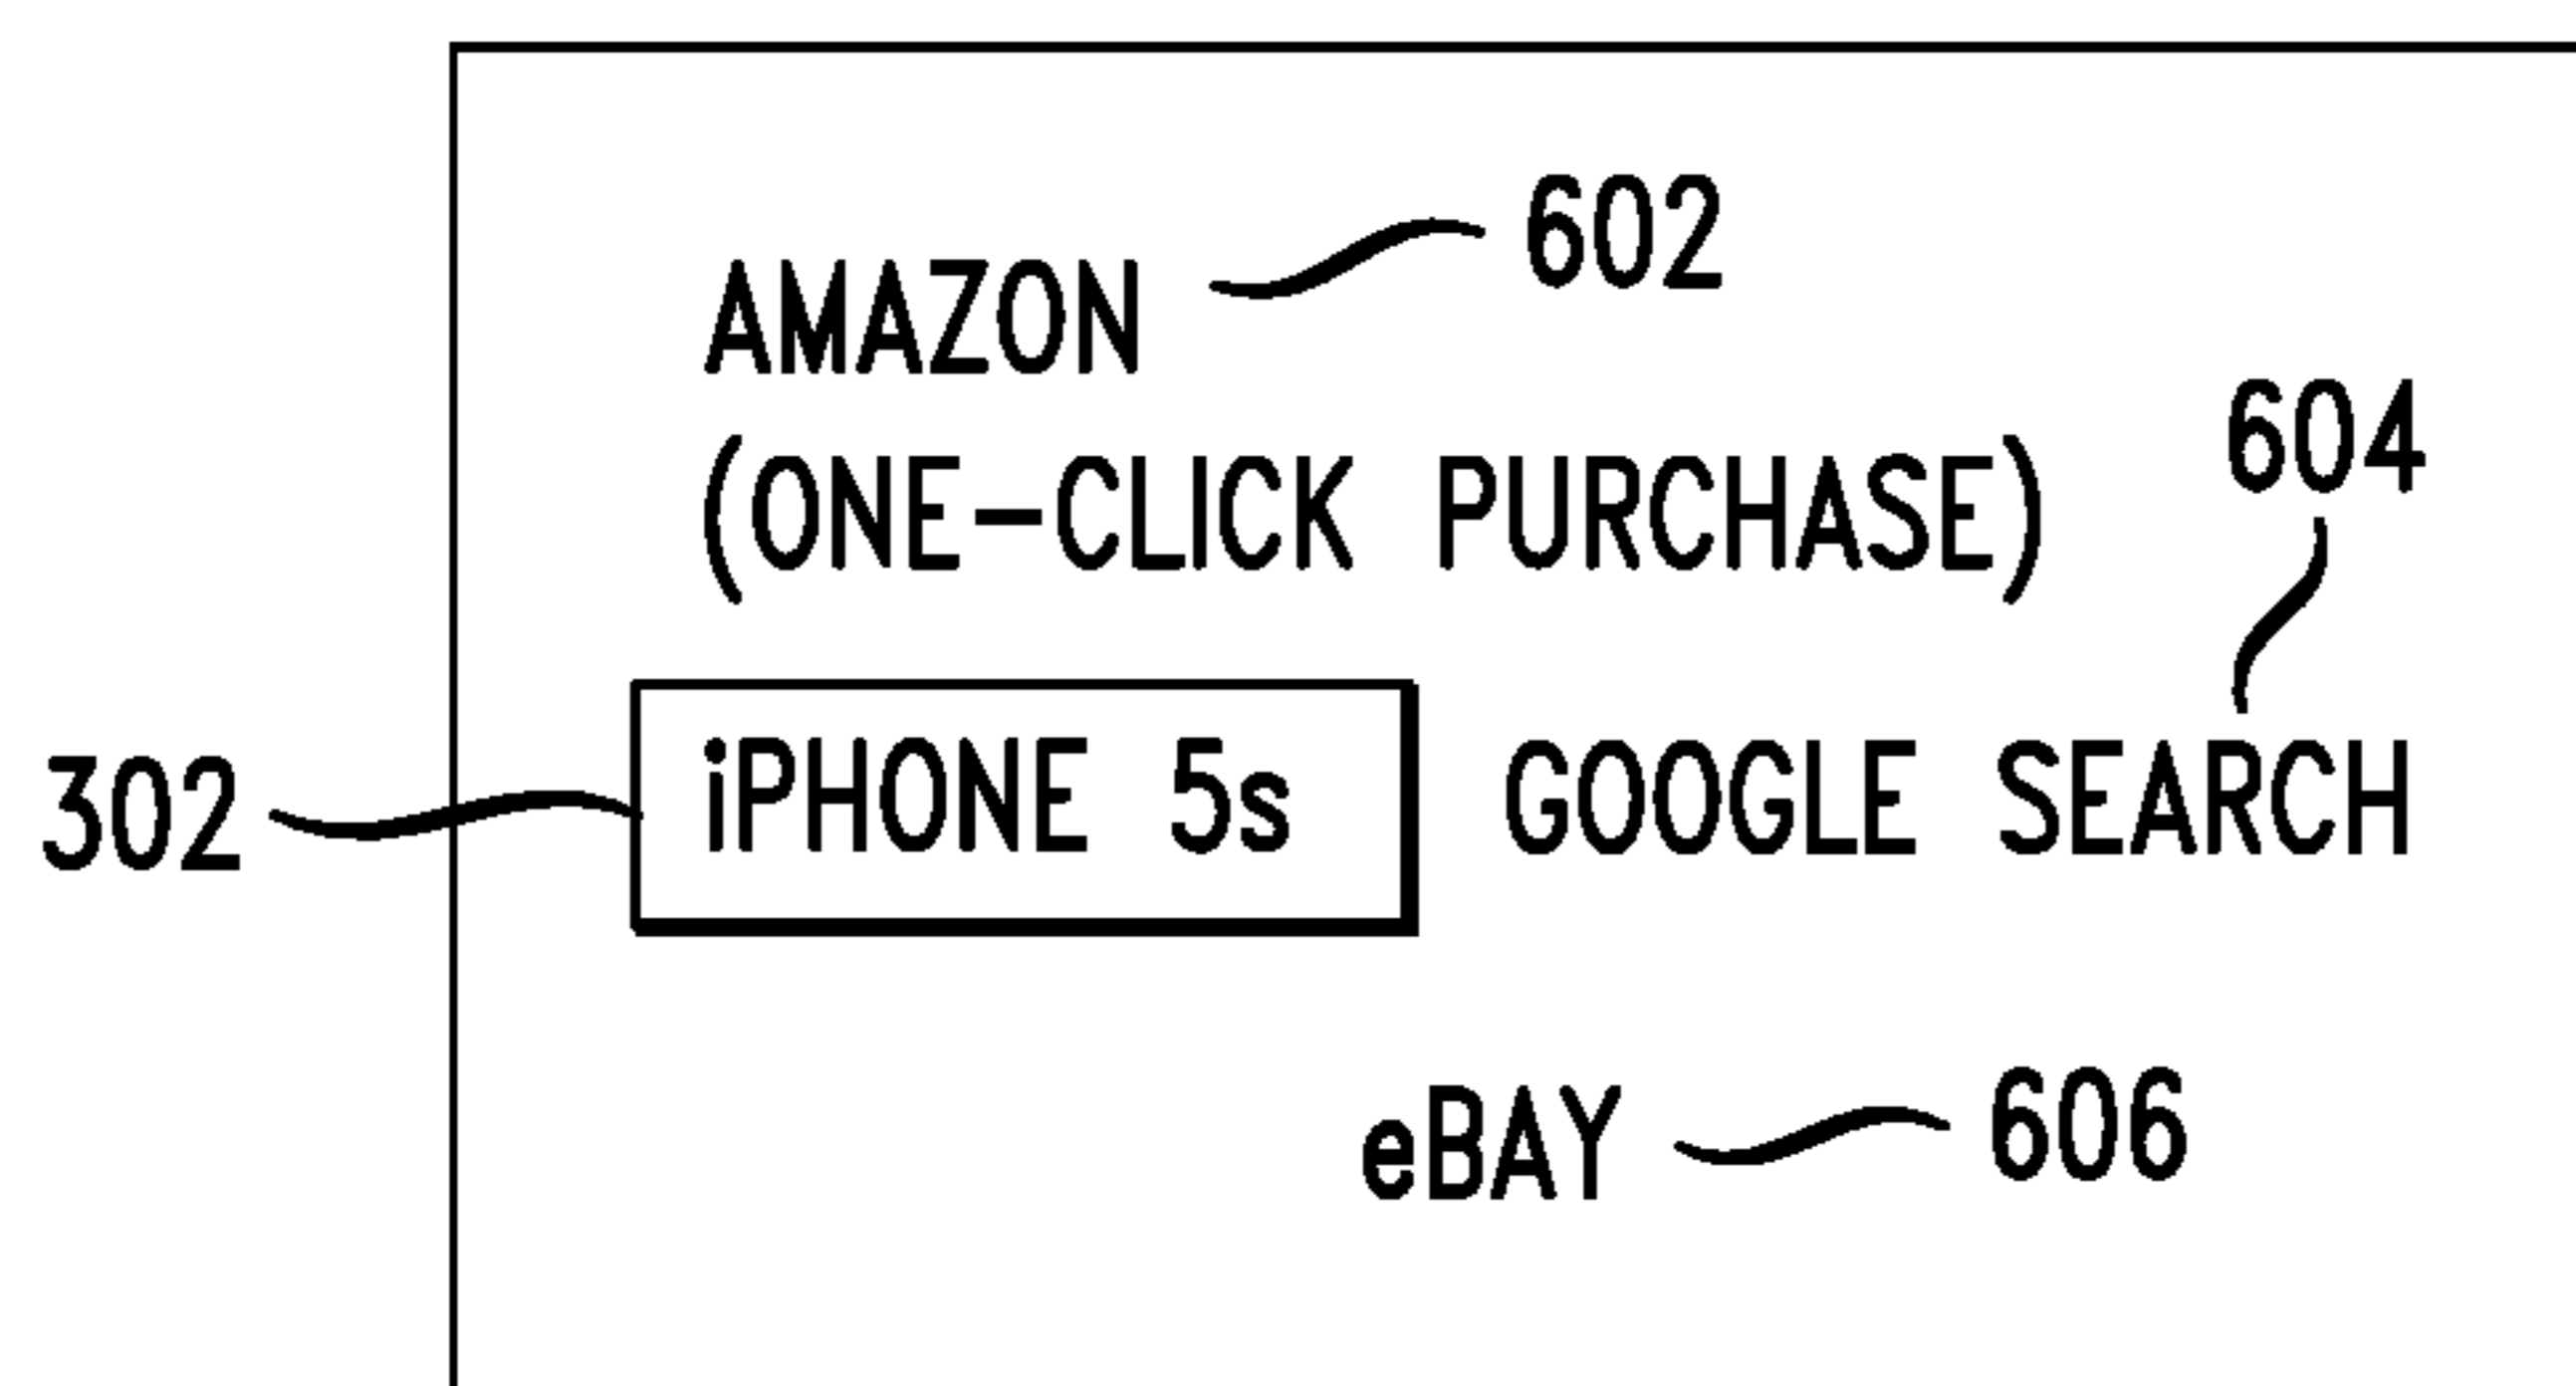 602
AMAZON
604
(ONE-CLICK PURCHASE)
302
iPHONE 5s
GOOGLE SEARCH
eBAY
606